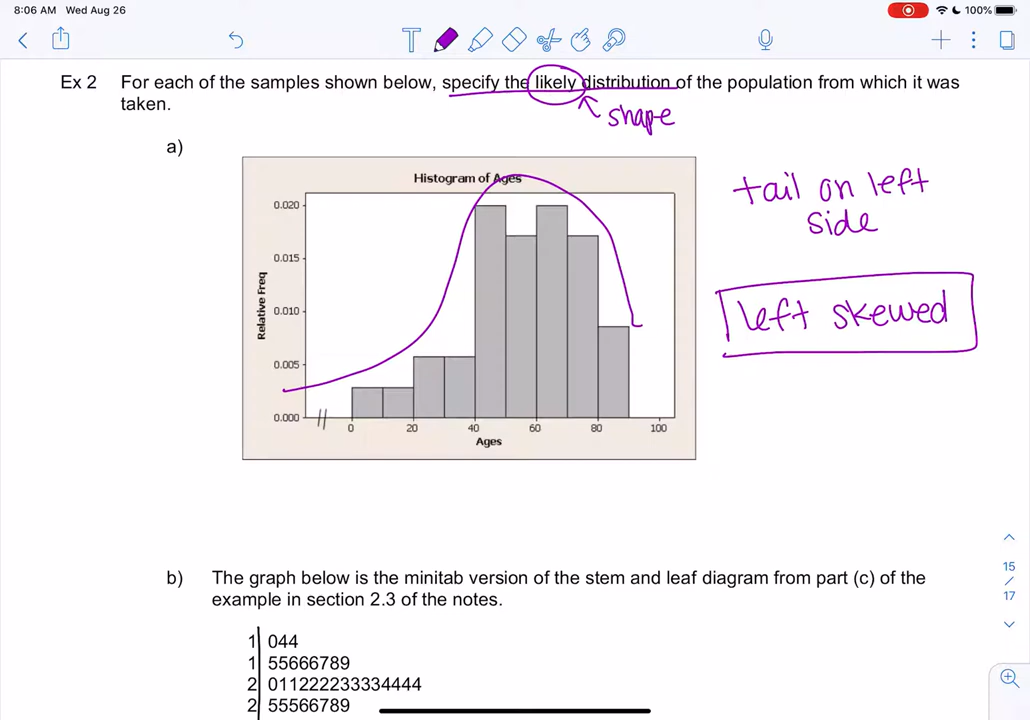 8:06 AM Wed Aug 26
100%
T
Ex 2 For each of the samples shown below, specify the likely distribution of the population from which it was
taken.
shape
a)
Histogram of Ages
0.020
0.015
0.010
0.005
0.000
Relative Freq
0 20 40 60 80 100
Ages
tail on left
side
left skewed
b) The graph below is the minitab version of the stem and leaf diagram from part (c) of the
example in section 2.3 of the notes.
1 044
1 55666789
2 011222233334444
2 55566789
15
/
17